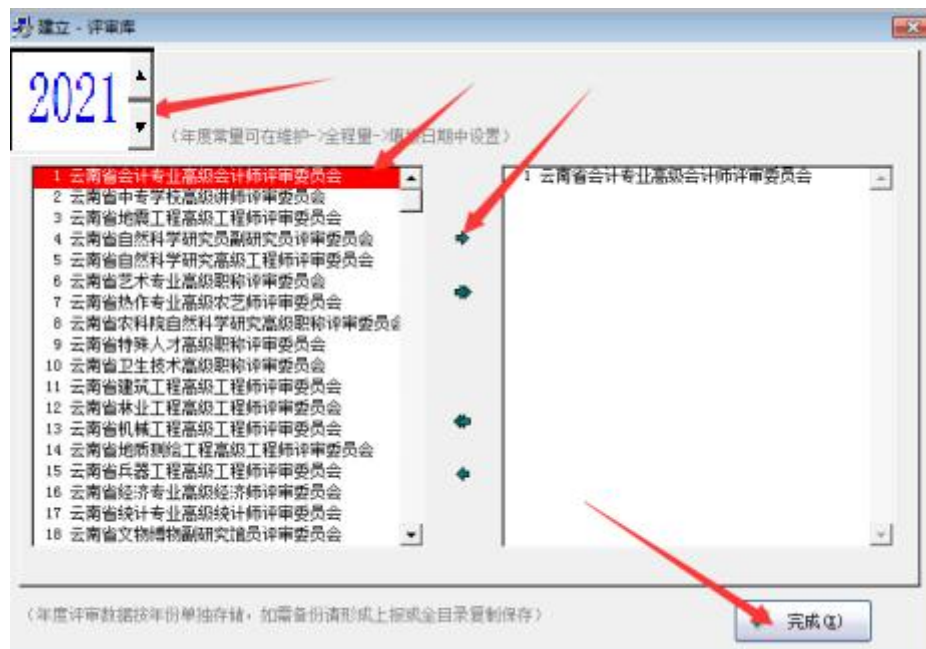 建立 - 评审库
2021
(年度常量可在维护->全程量->填报日期中设置)
1 云南省会计专业高级会计师评审委员会
2 云南省中专学校高级讲师评审委员会
3 云南省地震工程高级工程师评审委员会
4 云南省自然科学研究员副研究员评审委员会
5 云南省自然科学研究高级工程师评审委员会
6 云南省艺术专业高级职称评审委员会
7 云南省热作专业高级农艺师评审委员会
8 云南省农科院自然科学研究高级职称评审委员会
9 云南省特殊人才高级职称评审委员会
10 云南省卫生技术高级职称评审委员会
11 云南省建筑工程高级工程师评审委员会
12 云南省林业工程高级工程师评审委员会
13 云南省机械工程高级工程师评审委员会
14 云南省地质测绘工程高级工程师评审委员会
15 云南省兵器工程高级工程师评审委员会
16 云南省经济专业高级经济师评审委员会
17 云南省统计专业高级统计师评审委员会
18 云南省文物博物副研究馆员评审委员会
1 云南省会计专业高级会计师评审委员会
(年度评审数据按年份单独存储,如需备份请形成上报或全目录复制保存)
完成(X)